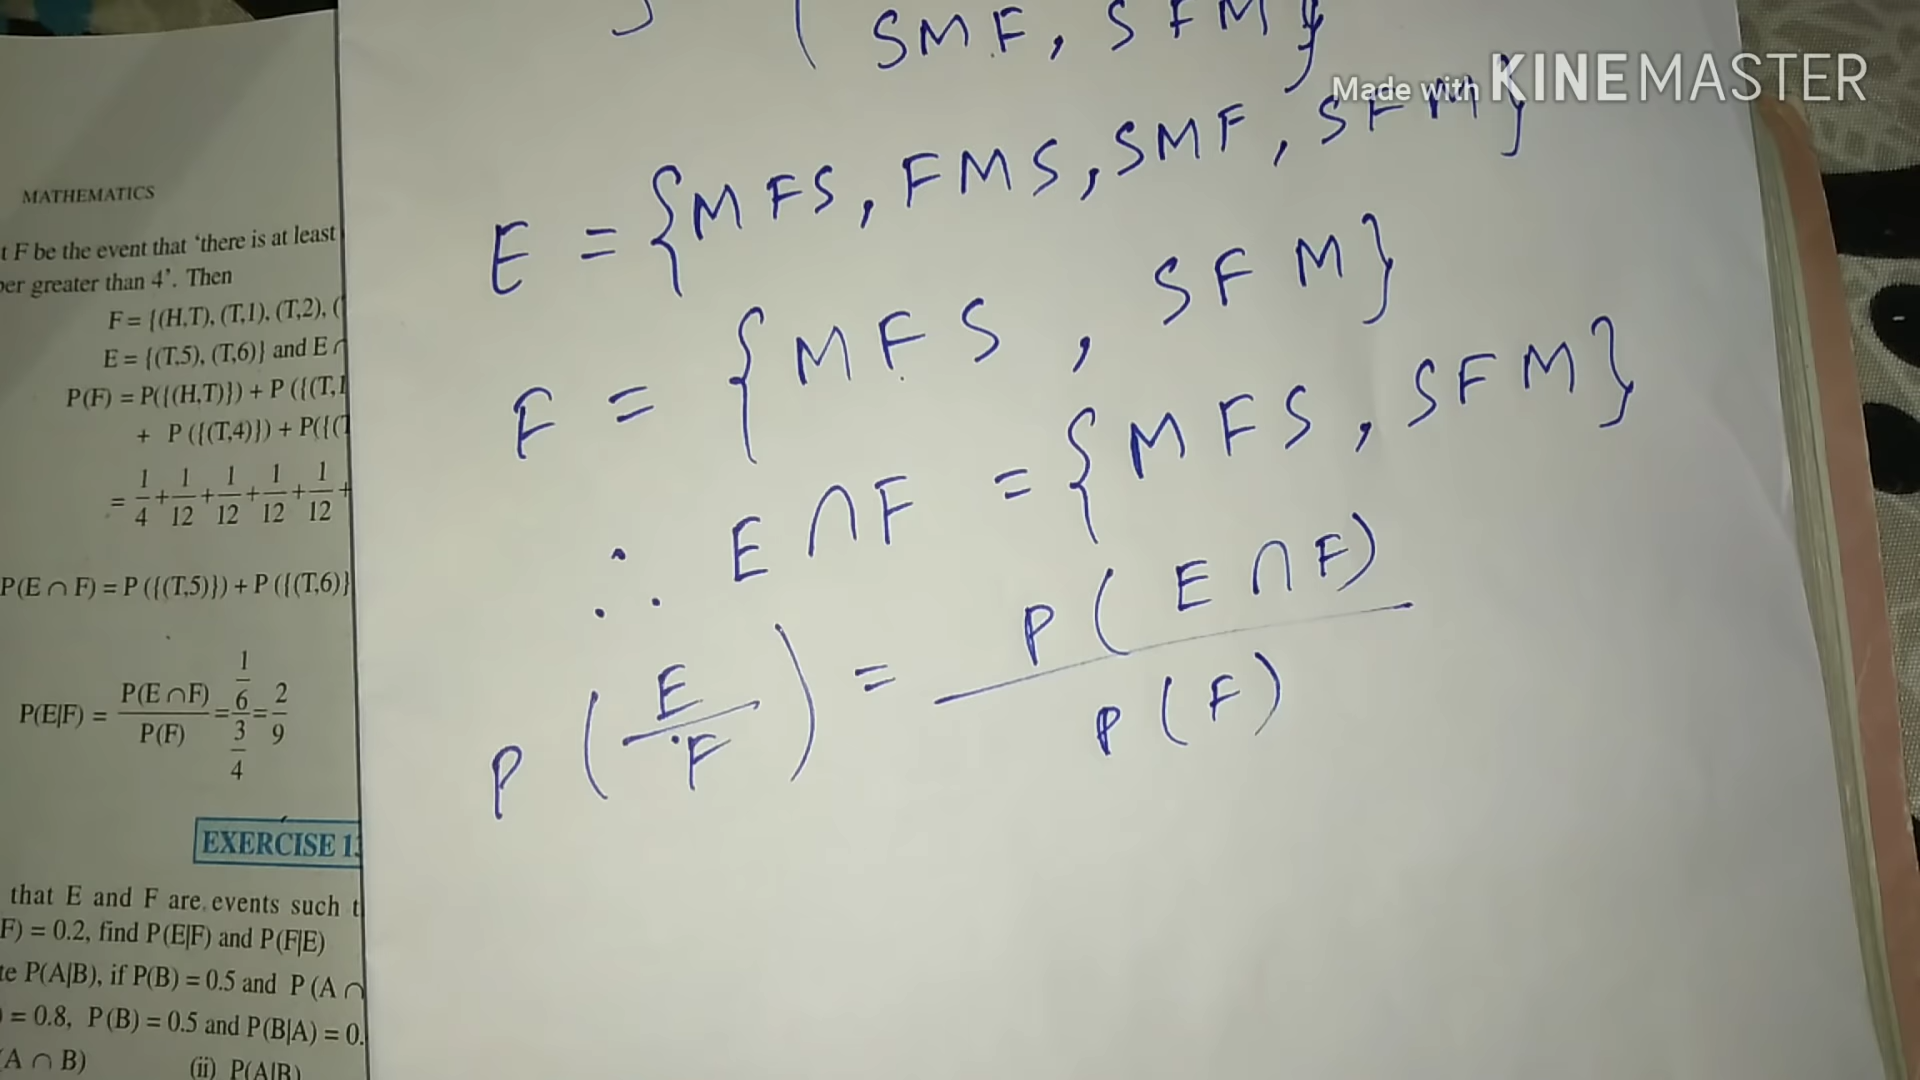 SMF, SFM}
Made with KINEMASTER
E = {MFS, FMS, SMF, SFM}
F = {MFS, SFM}
∴ E ∩ F = {MFS, SFM}
P(E/F) = P(E ∩ F) / P(F)
MATHEMATICS
t F be the event that ‘there is at least
er greater than 4’. Then
F = {(H,T), (T,1), (T,2), (
E = {(T,5), (T,6)} and E ∩
P(F) = P({(H,T)}) + P ({(T,1
+ P ({(T,4)}) + P({(T
= 1/4 + 1/12 + 1/12 + 1/12 + 1/12 +
P(E ∩ F) = P ({(T,5)}) + P ({(T,6)}
P(E|F) = P(E ∩ F)/P(F) = (1/6)/(3/4) = 2/9
EXERCISE 13
that E and F are events such t
F) = 0.2, find P(E|F) and P(F|E)
te P(A|B), if P(B) = 0.5 and P (A ∩
) = 0.8, P(B) = 0.5 and P(B|A) = 0.
(A ∩ B) (ii) P(A|B)